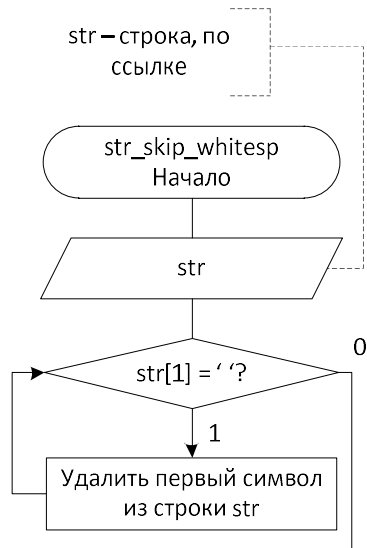 str – строка, по
ссылке
str_skip_whitesp
Начало
str
0
str[1] = ‘ ‘?
1
Удалить первый символ
из строки str